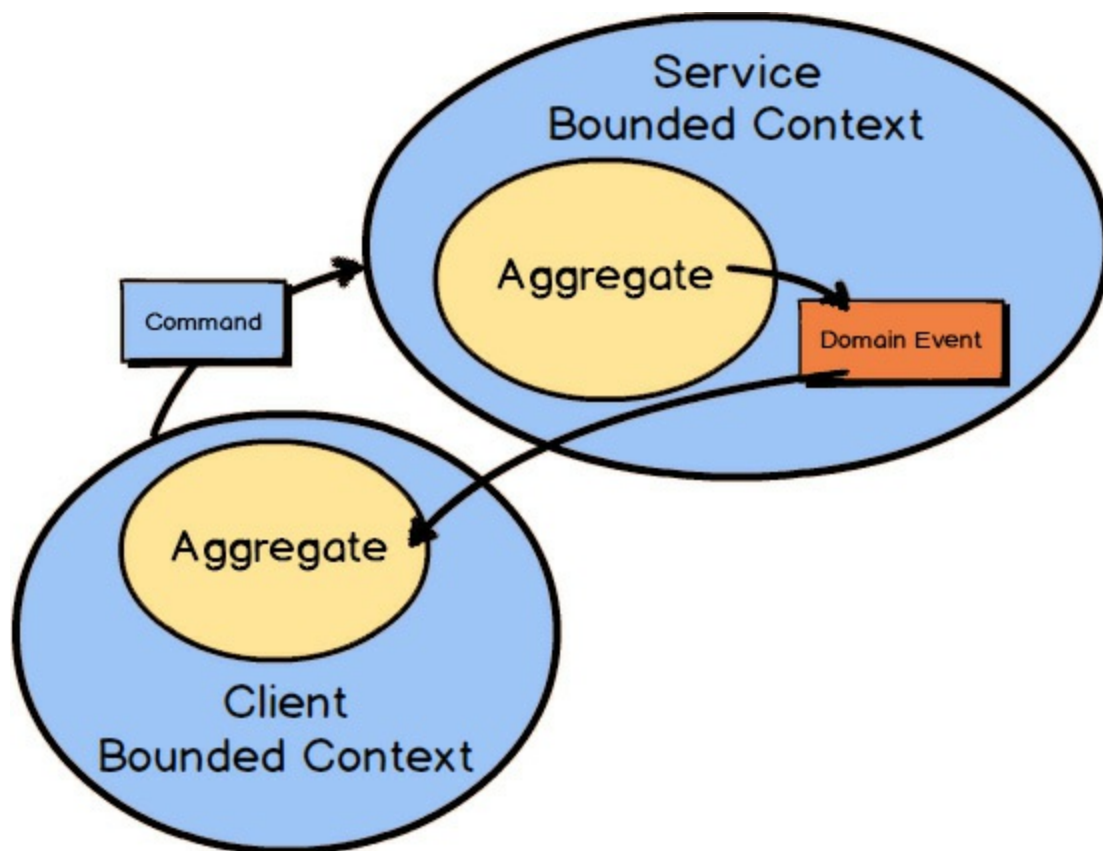 Service
Bounded Context
Aggregate
Command
Domain Event
Aggregate
Client
Bounded Context